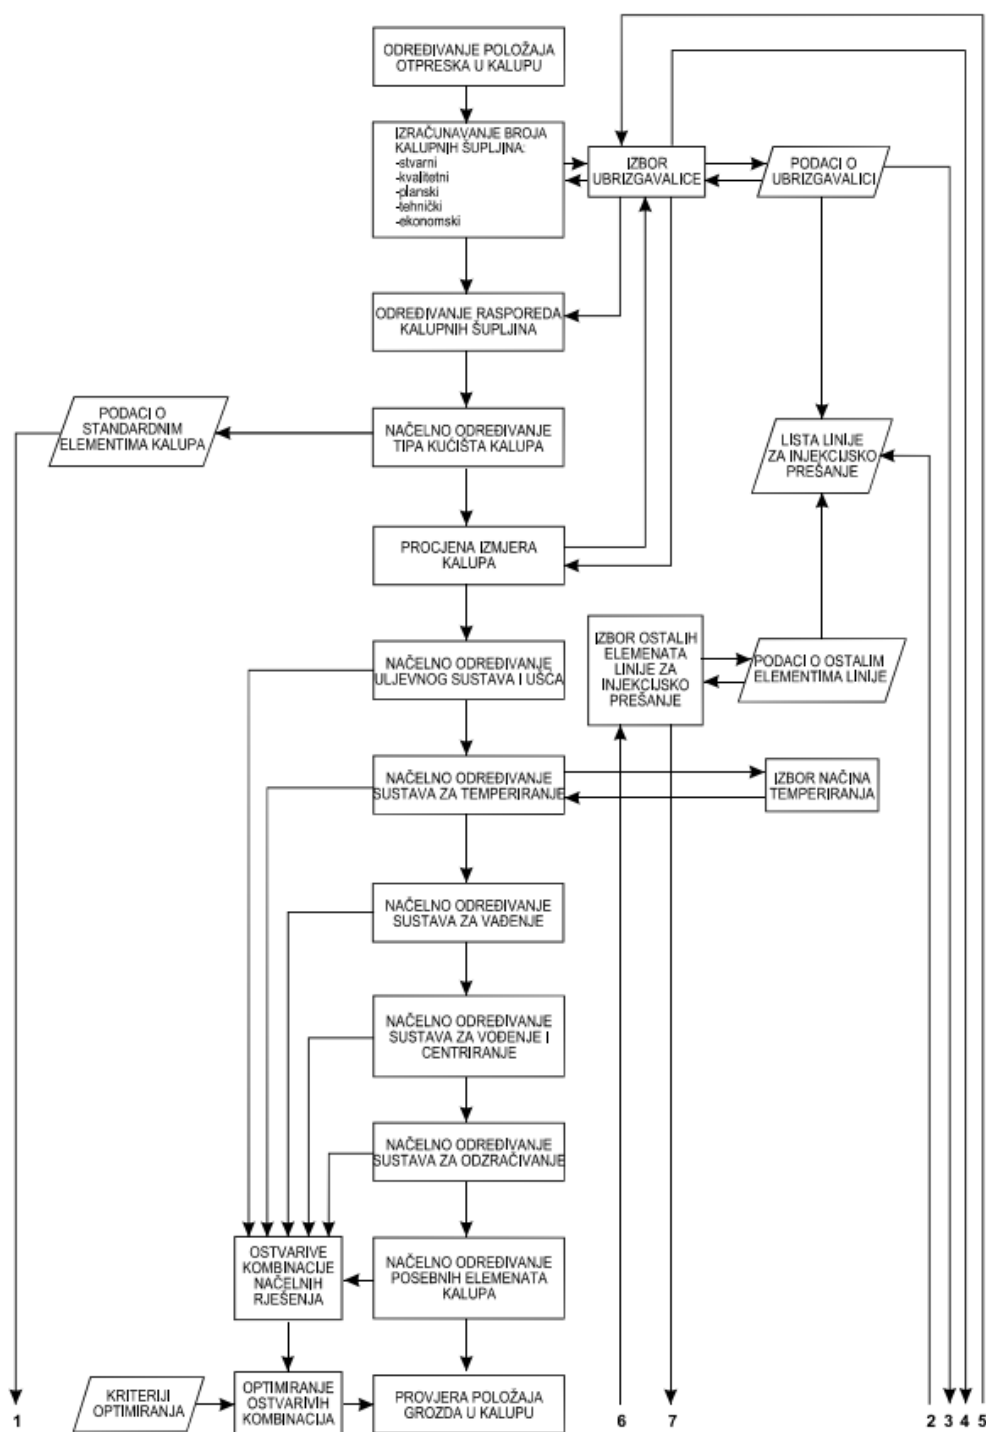 ODREĐIVANJE POLOŽAJA
OTPRESKA U KALUPU
IZRAČUNAVANJE BROJA
KALUPNIH ŠUPLJINA:
-stvarni
-kvalitetni
-planski
-tehnički
-ekonomski
IZBOR
UBRIZGAVALICE
PODACI O
UBRIZGAVALICI
ODREĐIVANJE RASPOREDA
KALUPNIH ŠUPLJINA
PODACI O
STANDARDNIM
ELEMENTIMA KALUPA
NAČELNO ODREĐIVANJE
TIPA KUĆIŠTA KALUPA
LISTA LINIJE
ZA INJEKCIJSKO
PREŠANJE
PROCJENA IZMJERA
KALUPA
NAČELNO ODREĐIVANJE
ULJEVNOG SUSTAVA I UŠĆA
IZBOR OSTALIH
ELEMENATA
LINIJE ZA
INJEKCIJSKO
PREŠANJE
PODACI O OSTALIM
ELEMENTIMA LINIJE
NAČELNO ODREĐIVANJE
SUSTAVA ZA TEMPERIRANJE
IZBOR NAČINA
TEMPERIRANJA
NAČELNO ODREĐIVANJE
SUSTAVA ZA VAĐENJE
NAČELNO ODREĐIVANJE
SUSTAVA ZA VOĐENJE I
CENTRIRANJE
NAČELNO ODREĐIVANJE
SUSTAVA ZA ODZRAČIVANJE
OSTVARIVE
KOMBINACIJE
NAČELNIH
RJEŠENJA
NAČELNO ODREĐIVANJE
POSEBNIH ELEMENATA
KALUPA
KRITERIJI
OPTIMIRANJA
OPTIMIRANJE
OSTVARIVIH
KOMBINACIJA
PROVJERA POLOŽAJA
GROZDA U KALUPU
1 6 7 2 3 4 5